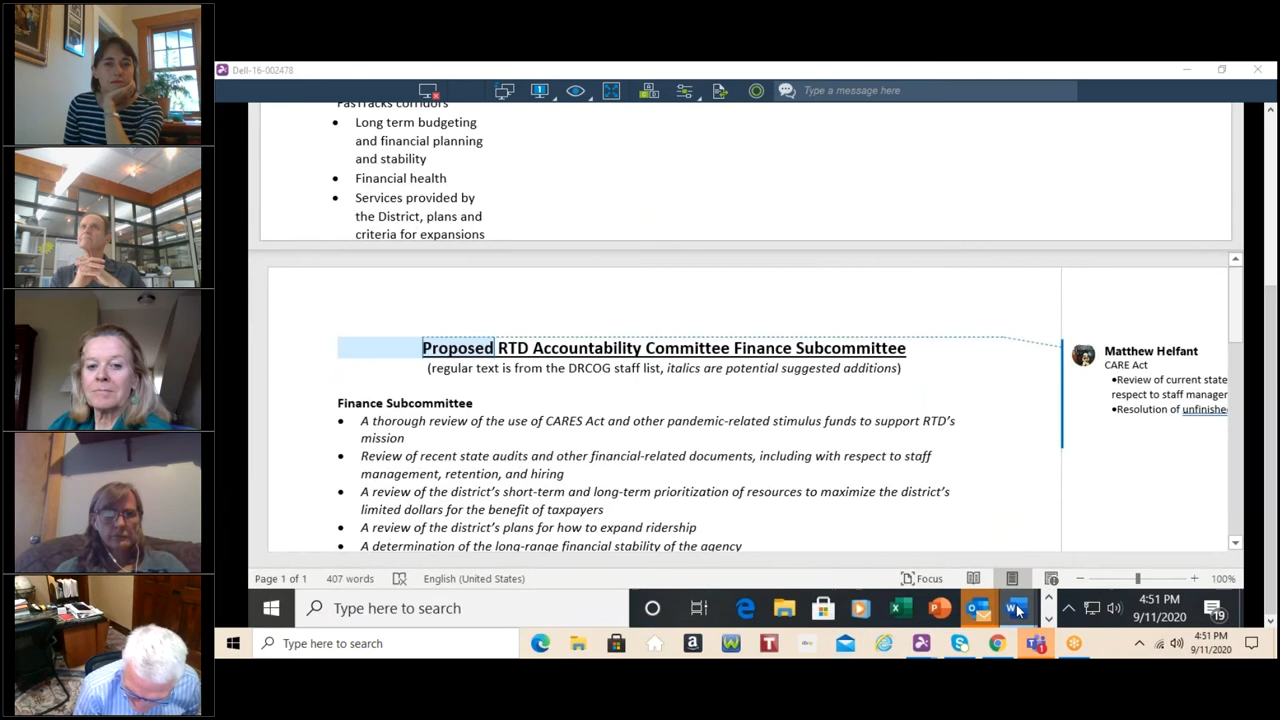 Dell-16-002478
Type a message here
FasTracks corridors
Long term budgeting
and financial planning
and stability
Financial health
Services provided by
the District, plans and
criteria for expansions
Proposed RTD Accountability Committee Finance Subcommittee
(regular text is from the DRCOG staff list, italics are potential suggested additions)
Finance Subcommittee
A thorough review of the use of CARES Act and other pandemic-related stimulus funds to support RTD's
mission
Review of recent state audits and other financial-related documents, including with respect to staff
management, retention, and hiring
A review of the district's short-term and long-term prioritization of resources to maximize the district's
limited dollars for the benefit of taxpayers
A review of the district's plans for how to expand ridership
A determination of the long-range financial stability of the agency
Matthew Helfant
CARE Act
Review of current state
respect to staff manager
Resolution of unfinishe
Page 1 of 1 407 words English (United States) Focus 100%
Type here to search
4:51 PM
9/11/2020
19
Type here to search
4:51 PM
9/11/2020